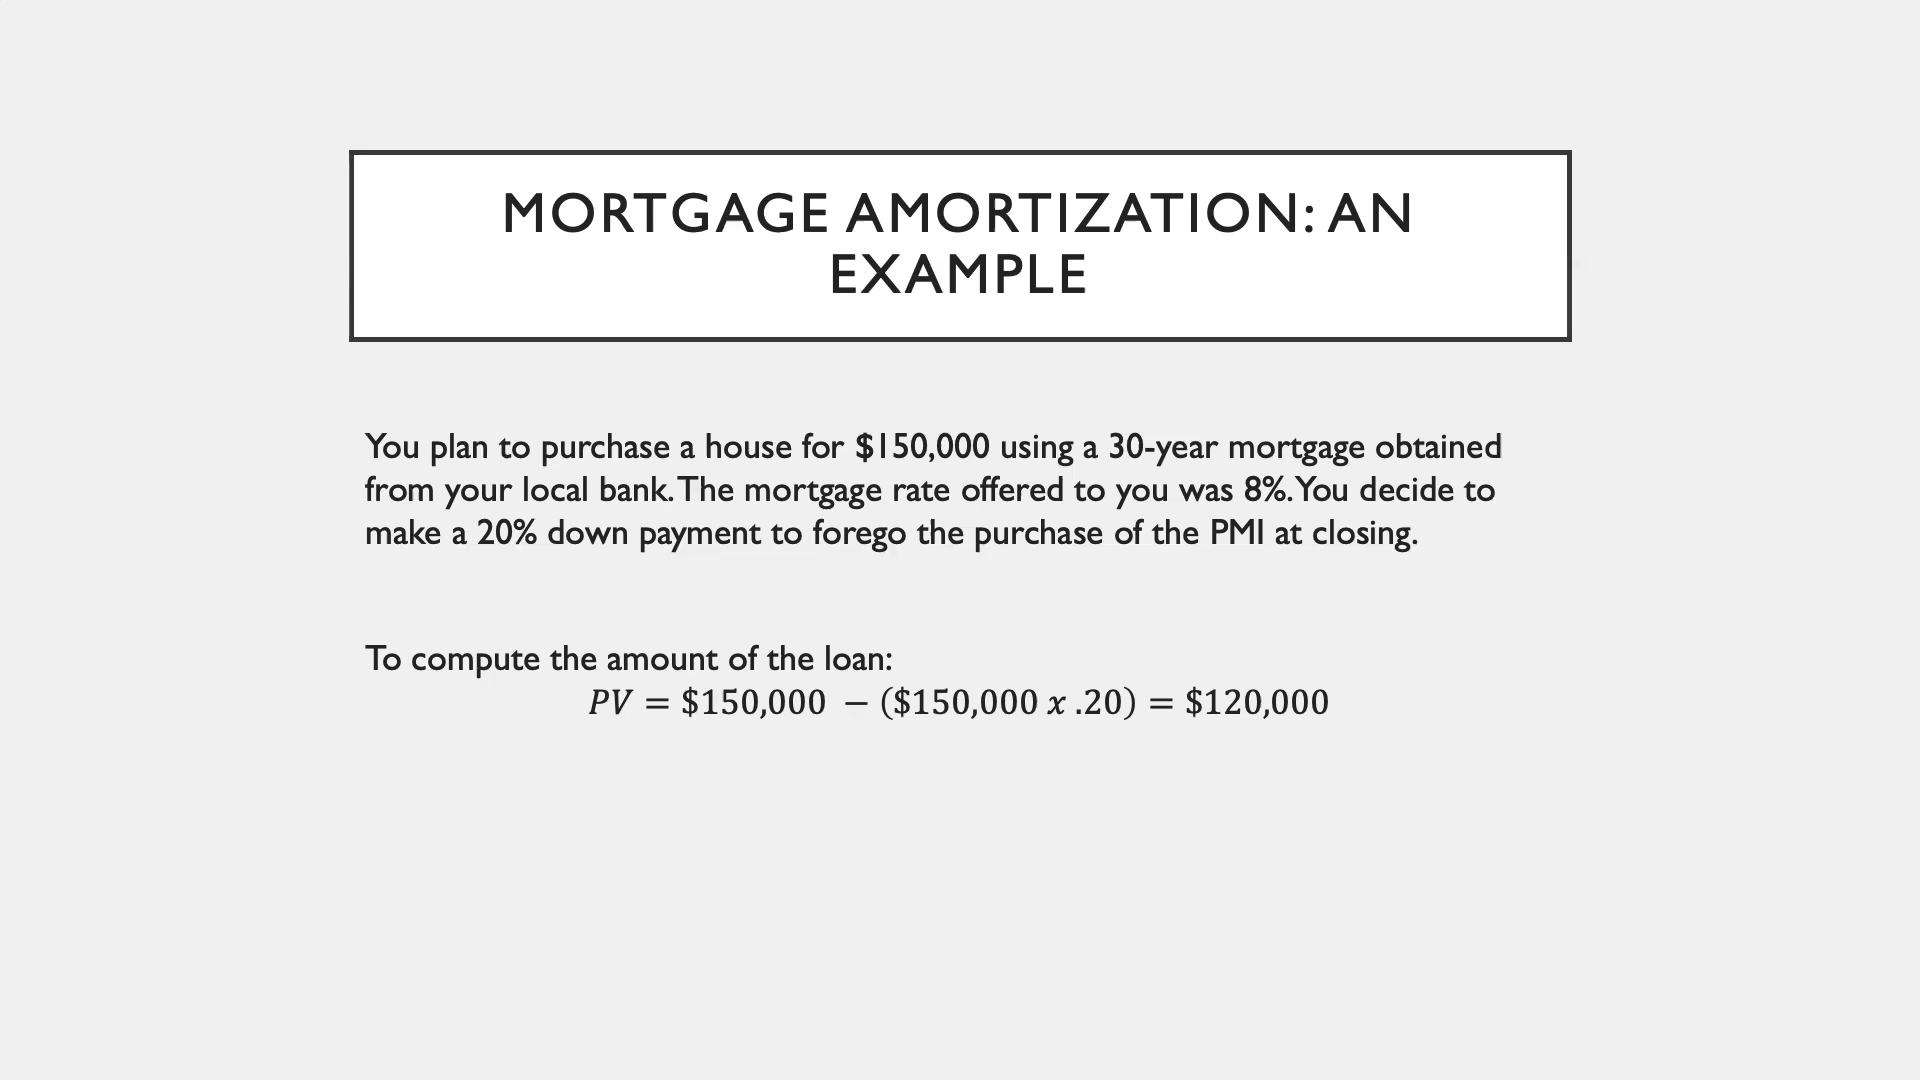 MORTGAGE AMORTIZATION: AN
EXAMPLE
You plan to purchase a house for $150,000 using a 30-year mortgage obtained
from your local bank. The mortgage rate offered to you was 8%. You decide to
make a 20% down payment to forego the purchase of the PMI at closing.
To compute the amount of the loan:
PV = $150,000 − ($150,000 x .20) = $120,000